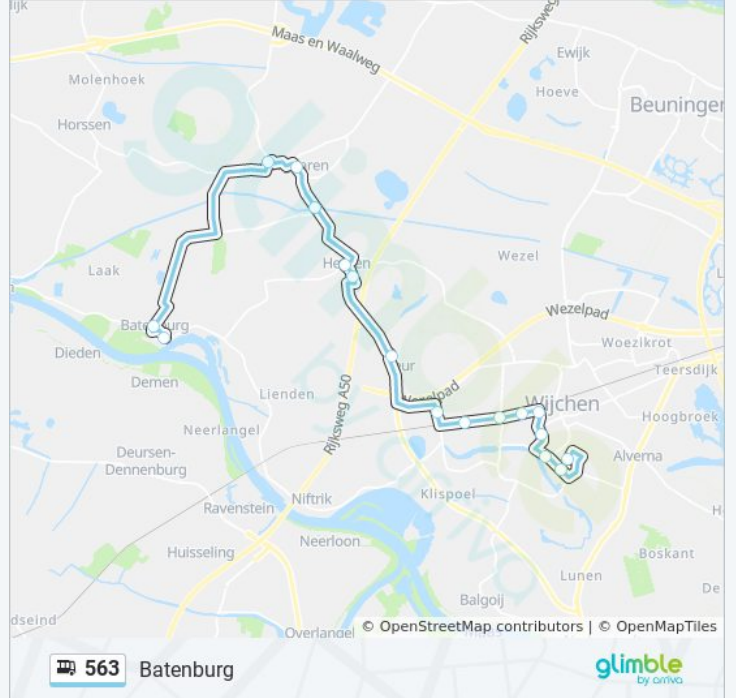 Maas en Waalweg
Rijksweg
Ewijk
Molenhoek
Hoeve
Beuningen
Horssen
Wezel
Laak
Wezelpad
Batenburg
Woezikrot
Dieden
Teersdijk
Demen
Lienden
Wijchen
Hoogbroek
Rijksweg A50
Neerlangel
Alverna
Deursen-
Dennenburg
Klispoel
Niftrik
Ravenstein
Neerloon
Huisseling
Boskant
Lunen
De
Balgoij
dseind
Overlangel
© OpenStreetMap contributors | © OpenMapTiles
563 Batenburg
glimble
by arriva